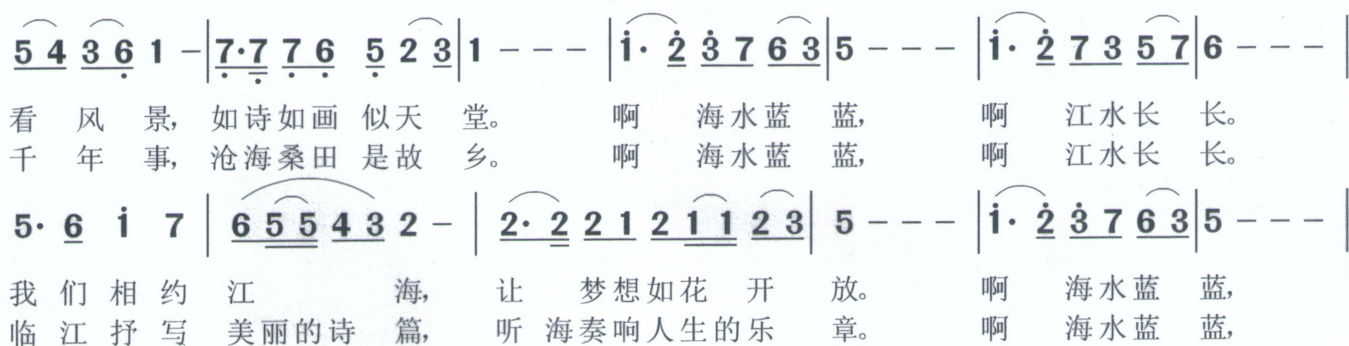 5 4 3 6 1 – | 7· 7 7 6 5 2 3 | 1 – – – | i· 2 3 7 6 3 | 5 – – – | i· 2 7 3 5 7 | 6 – – – |
看 风 景, 如诗如画 似天 堂。 啊 海水蓝 蓝, 啊 江水长 长。
千 年 事, 沧海桑田 是故 乡。 啊 海水蓝 蓝, 啊 江水长 长。
5· 6 i 7 | 6 5 5 4 3 2 – | 2· 2 2 1 2 1 1 2 3 | 5 – – – | i· 2 3 7 6 3 | 5 – – – |
我 们 相 约 江 海, 让 梦想如花 开 放。 啊 海水蓝 蓝,
临 江 抒 写 美丽的诗 篇, 听 海奏响人生的乐 章。 啊 海水蓝 蓝,